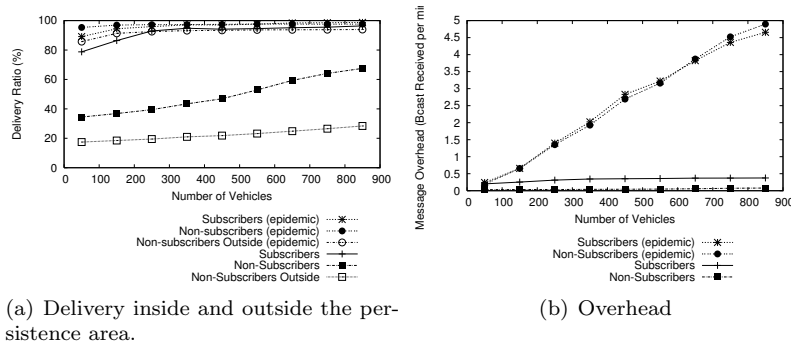 Delivery Ratio (%)
100
80
60
40
20
0
0 100 200 300 400 500 600 700 800 900
Number of Vehicles
Subscribers (epidemic)
Non-subscribers (epidemic)
Non-subscribers Outside (epidemic)
Subscribers
Non-Subscribers
Non-Subscribers Outside
(a) Delivery inside and outside the per-
sistence area.
Message Overhead (Bcast Received per min
5
4.5
4
3.5
3
2.5
2
1.5
1
0.5
0
0 100 200 300 400 500 600 700 800 900
Number of Vehicles
Subscribers (epidemic)
Non-Subscribers (epidemic)
Subscribers
Non-Subscribers
(b) Overhead